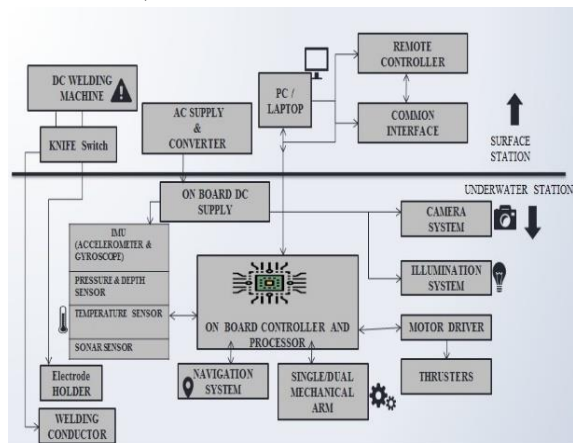 REMOTE
CONTROLLER
DC WELDING
MACHINE
PC /
LAPTOP
AC SUPPLY
&
CONVERTER
COMMON
INTERFACE
KNIFE Switch
SURFACE
STATION
UNDERWATER STATION
ON BOARD DC
SUPPLY
CAMERA
SYSTEM
IMU
(ACCELEROMETER &
GYROSCOPE)
PRESSURE & DEPTH
SENSOR
TEMPERATURE SENSOR
SONAR SENSOR
ILLUMINATION
SYSTEM
ON BOARD CONTROLLER AND
PROCESSOR
MOTOR DRIVER
Electrode
HOLDER
NAVIGATION
SYSTEM
SINGLE/DUAL
MECHANICAL
ARM
THRUSTERS
WELDING
CONDUCTOR